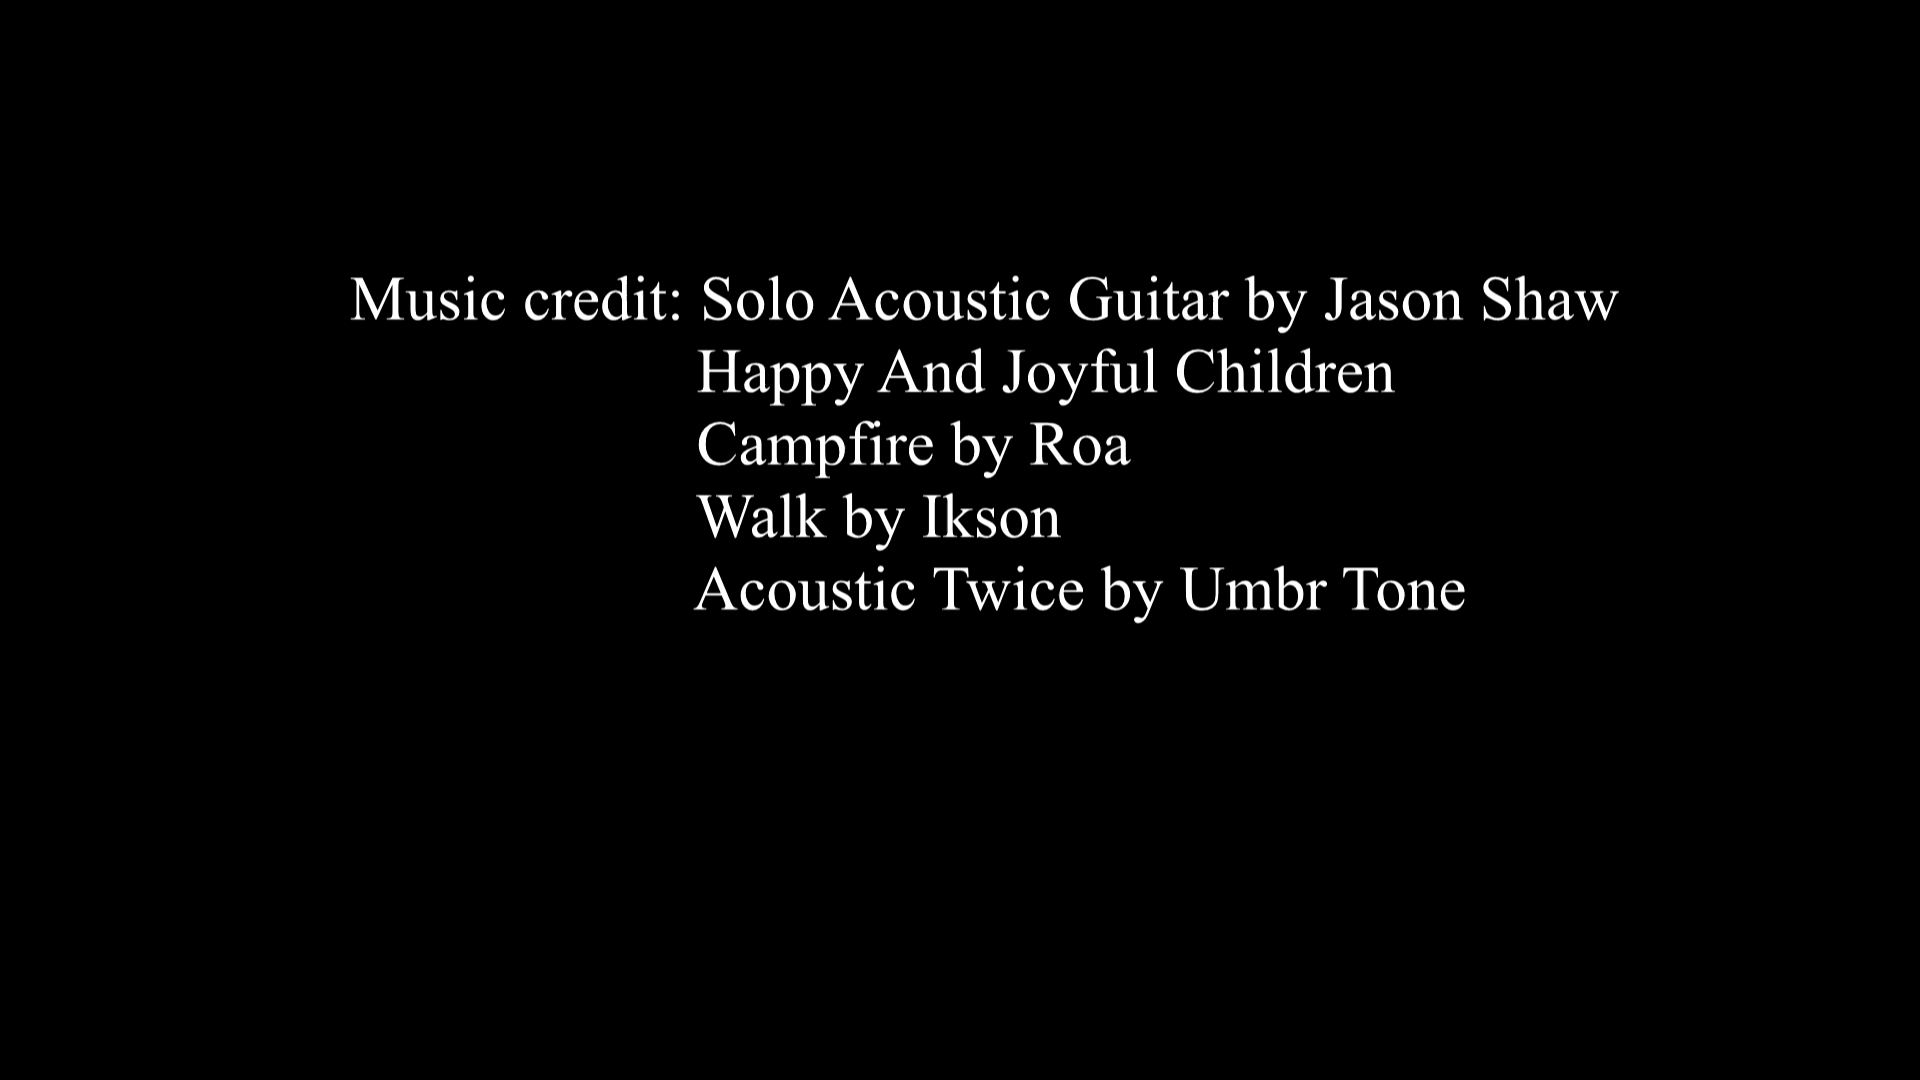 Music credit: Solo Acoustic Guitar by Jason Shaw
Happy And Joyful Children
Campfire by Roa
Walk by Ikson
Acoustic Twice by Umbr Tone